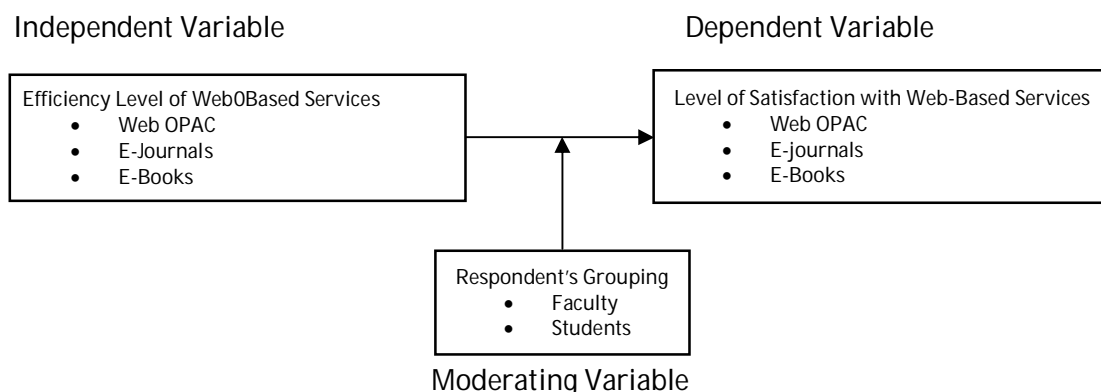 Independent Variable
Dependent Variable
Efficiency Level of Web0Based Services
• Web OPAC
• E-Journals
• E-Books
Level of Satisfaction with Web-Based Services
• Web OPAC
• E-journals
• E-Books
Respondent's Grouping
• Faculty
• Students
Moderating Variable